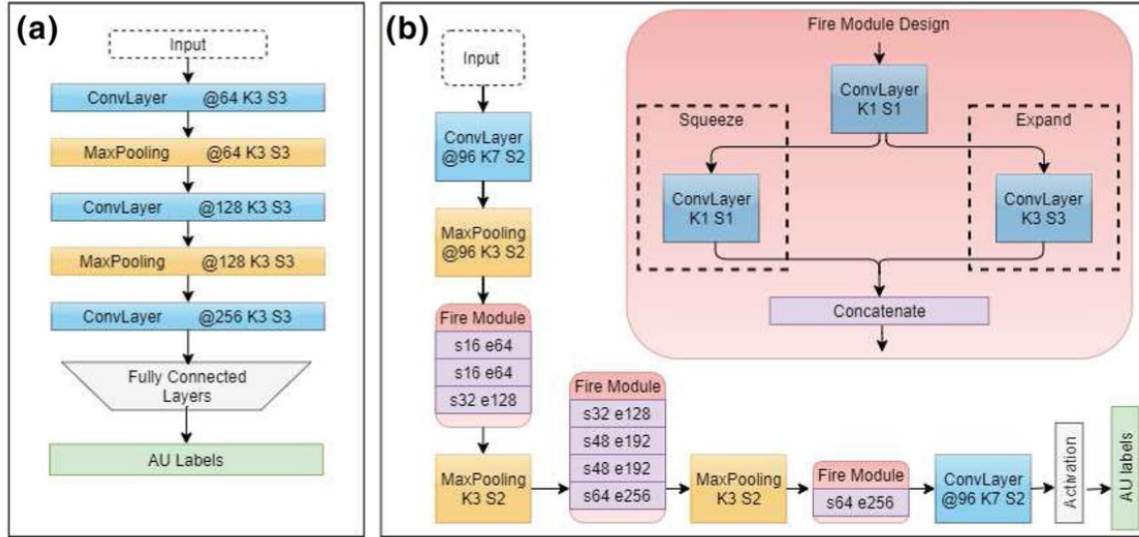 (a)
Input
ConvLayer @64 K3 S3
MaxPooling @64 K3 S3
ConvLayer @128 K3 S3
MaxPooling @128 K3 S3
ConvLayer @256 K3 S3
Fully Connected
Layers
AU Labels
(b)
Input
ConvLayer
@96 K7 S2
MaxPooling
@96 K3 S2
Fire Module
s16 e64
s16 e64
s32 e128
MaxPooling
K3 S2
Fire Module
s32 e128
s48 e192
s48 e192
s64 e256
MaxPooling
K3 S2
Fire Module
s64 e256
ConvLayer
@96 K7 S2
Activation
AU labels
Fire Module Design
ConvLayer
K1 S1
Squeeze
ConvLayer
K1 S1
Expand
ConvLayer
K3 S3
Concatenate